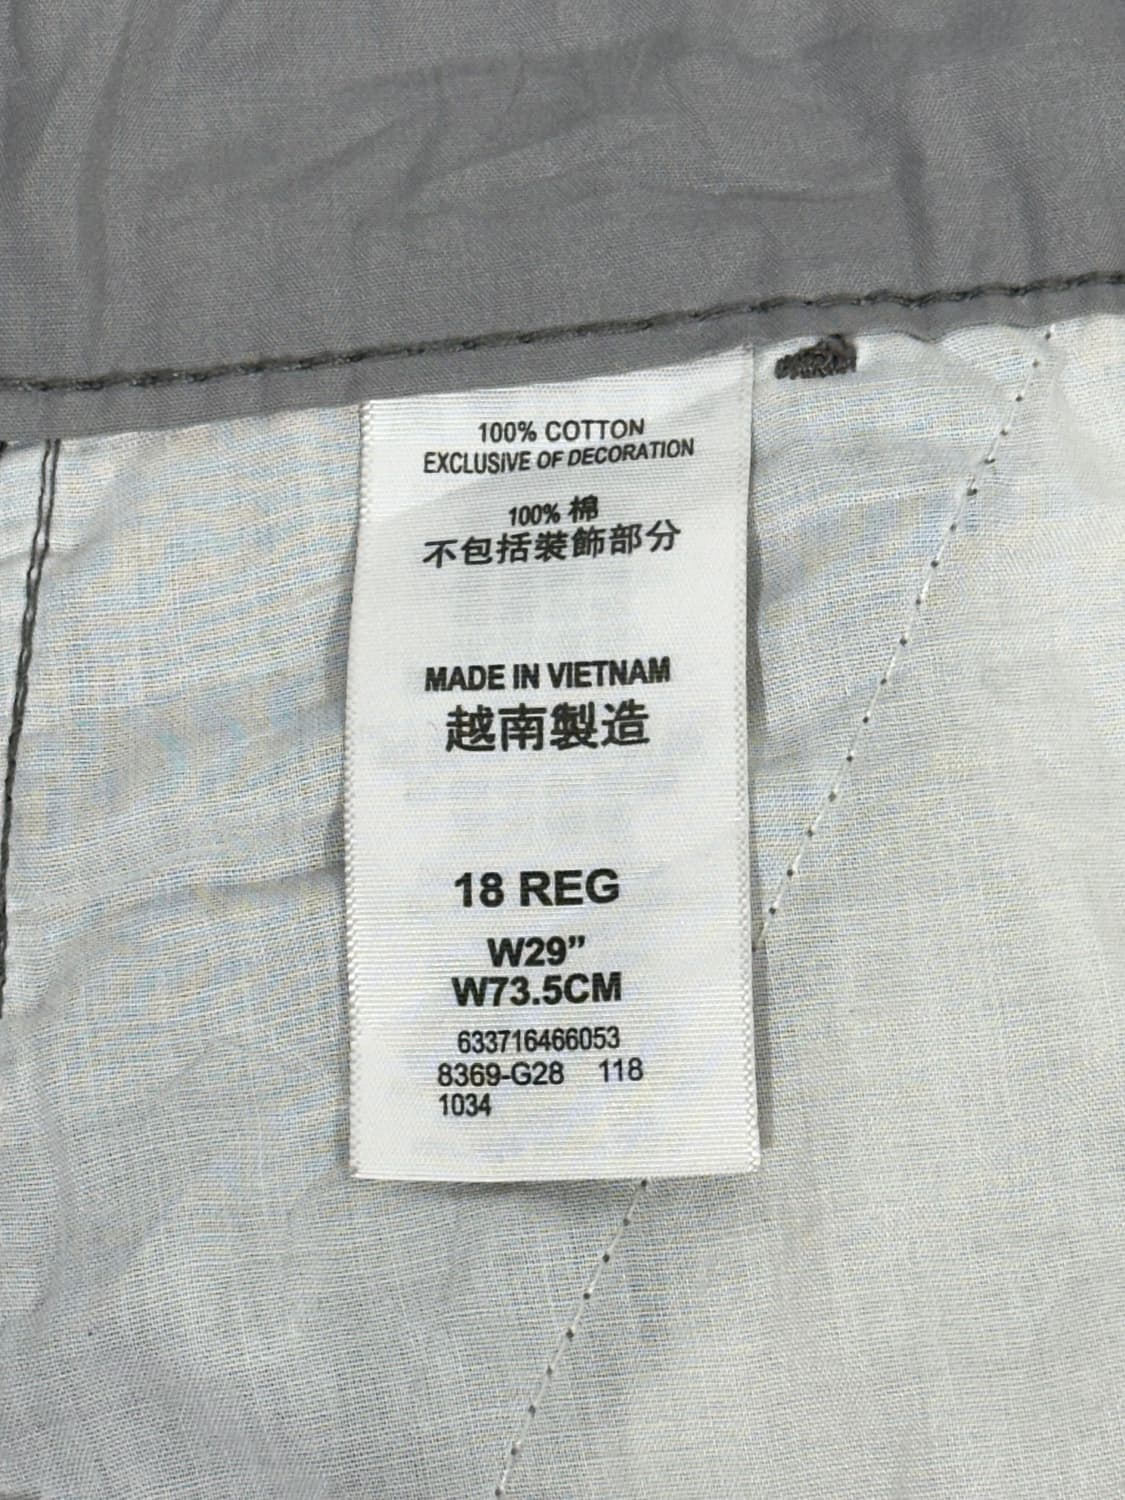 100% COTTON
EXCLUSIVE OF DECORATION
100% 棉
不包括裝飾部分
MADE IN VIETNAM
越南製造
18 REG
W29”
W73.5CM
633716466053
8369-G28 118
1034